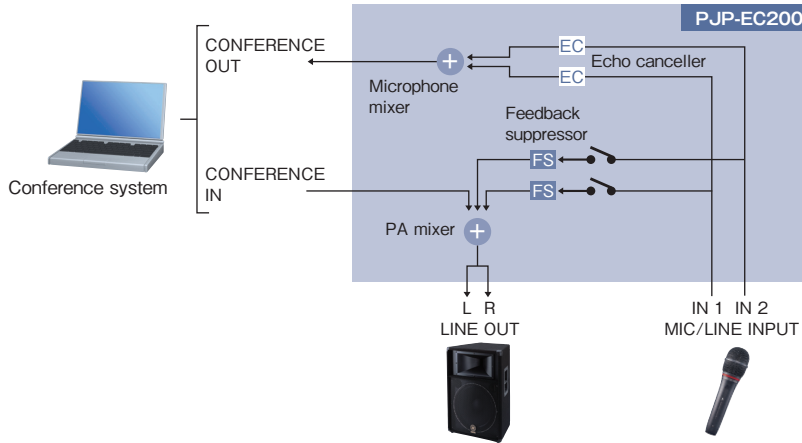 PJP-EC200
CONFERENCE
OUT
EC
Echo canceller
EC
Microphone
mixer
Feedback
suppressor
FS
Conference system
CONFERENCE
IN
FS
PA mixer
L R
LINE OUT
IN 1 IN 2
MIC/LINE INPUT